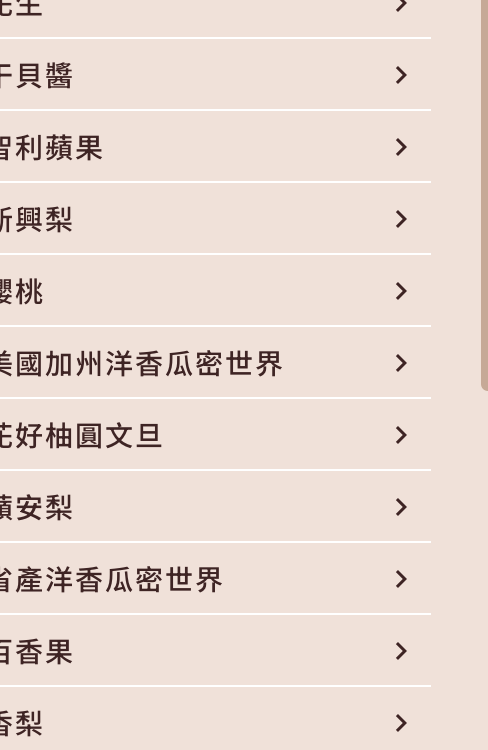 花生
干貝醬
智利蘋果
新興梨
櫻桃
美國加州洋香瓜密世界
花好柚圓文旦
蘋安梨
省產洋香瓜密世界
百香果
香梨